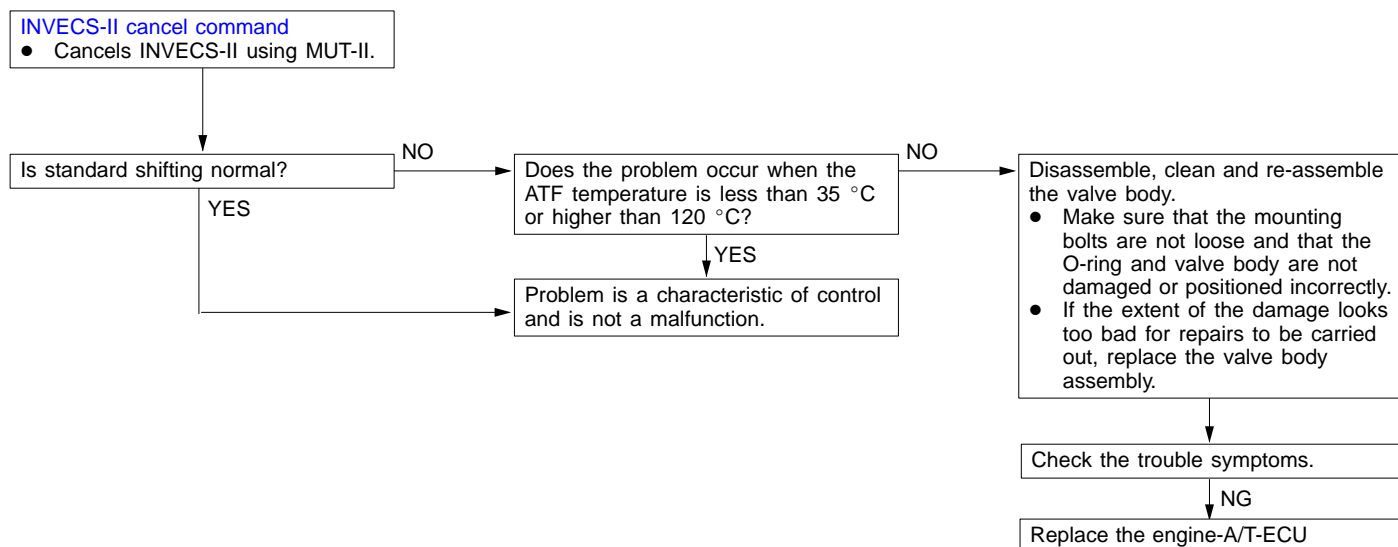 INVECS-II cancel command
● Cancels INVECS-II using MUT-II.
Is standard shifting normal?
NO
YES
Does the problem occur when the
ATF temperature is less than 35 °C
or higher than 120 °C?
NO
YES
Problem is a characteristic of control
and is not a malfunction.
Disassemble, clean and re-assemble
the valve body.
● Make sure that the mounting
bolts are not loose and that the
O-ring and valve body are not
damaged or positioned incorrectly.
● If the extent of the damage looks
too bad for repairs to be carried
out, replace the valve body
assembly.
Check the trouble symptoms.
NG
Replace the engine-A/T-ECU